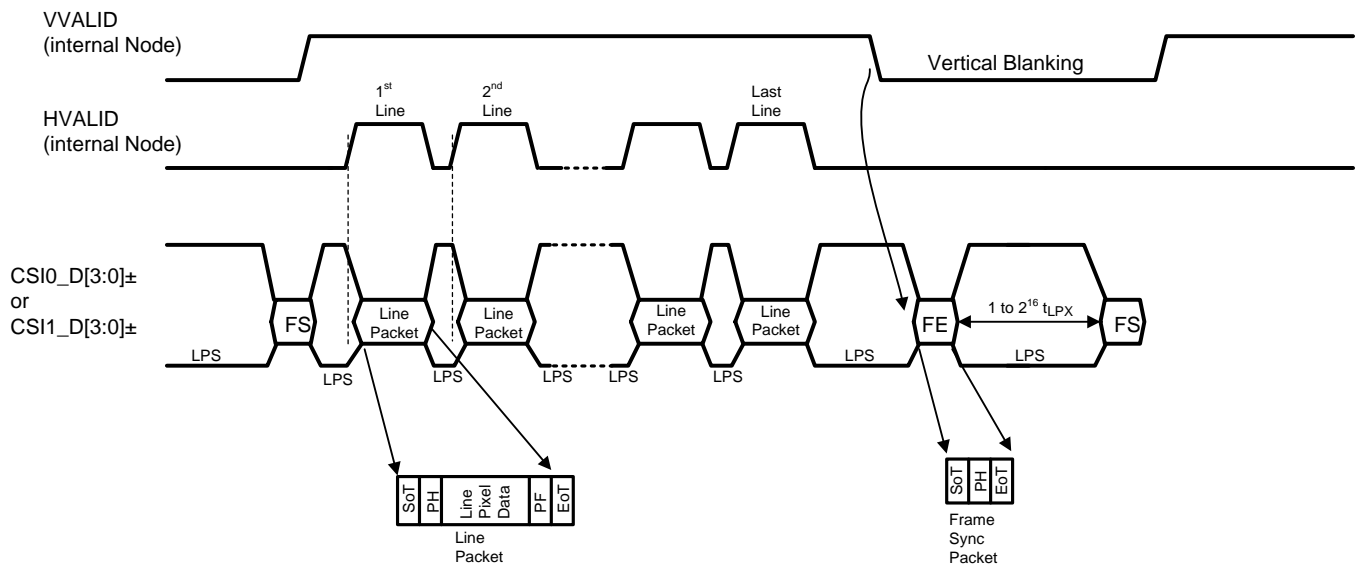 VVALID
(internal Node)
Vertical Blanking
1st
Line
2nd
Line
Last
Line
HVALID
(internal Node)
CSI0_D[3:0]±
or
CSI1_D[3:0]±
FS
Line
Packet
Line
Packet
Line
Packet
Line
Packet
FE
1 to 2^16 tLPX
FS
LPS
LPS
LPS
LPS
LPS
LPS
LPS
LPS
SoT
PH
Line
Pixel
Data
PF
EoT
Line
Packet
SoT
PH
EoT
Frame
Sync
Packet